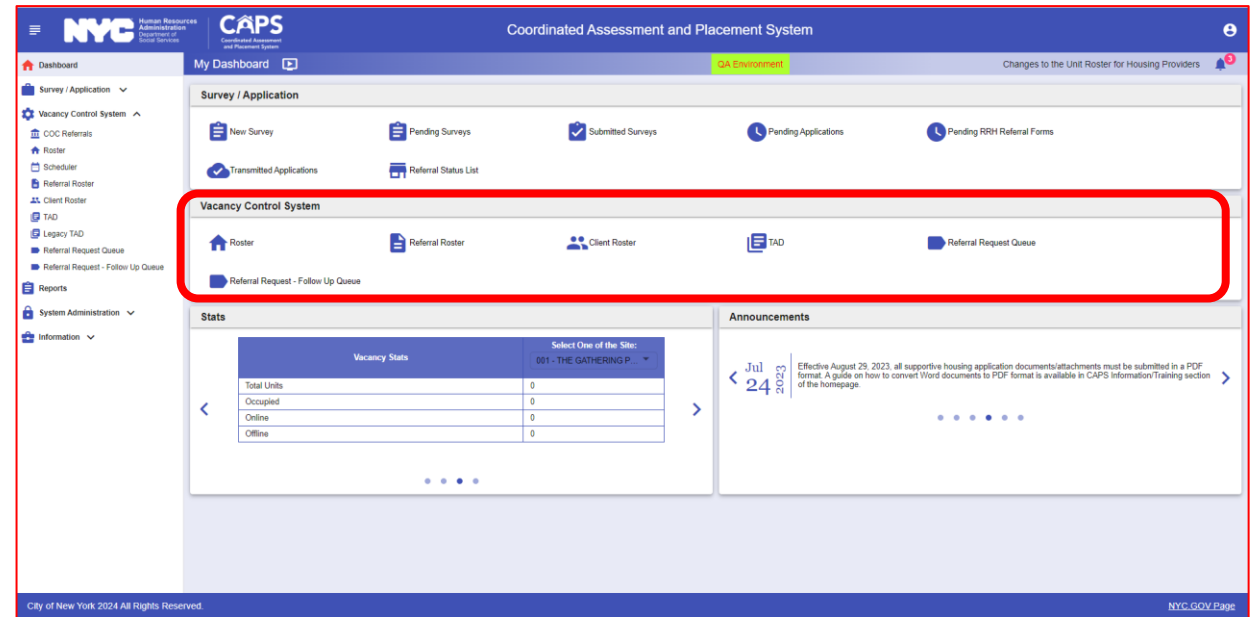 NYC
Human Resources
Administration
Department of
Social Services
CAPS
Coordinated Assessment
and Placement System
Coordinated Assessment and Placement System
Dashboard
My Dashboard
QA Environment
Changes to the Unit Roster for Housing Providers
3
Survey / Application
Vacancy Control System
COC Referrals
Roster
Scheduler
Referral Roster
Client Roster
TAD
Legacy TAD
Referral Request Queue
Referral Request - Follow Up Queue
Reports
System Administration
Information
Survey / Application
New Survey
Pending Surveys
Submitted Surveys
Pending Applications
Pending RRH Referral Forms
Transmitted Applications
Referral Status List
Vacancy Control System
Roster
Referral Roster
Client Roster
TAD
Referral Request Queue
Referral Request - Follow Up Queue
Stats
Vacancy Stats
Select One of the Site:
001 - THE GATHERING P...
Total Units 0
Occupied 0
Online 0
Offline 0
Announcements
Jul
24
2023
Effective August 29, 2023, all supportive housing application documents/attachments must be submitted in a PDF
format. A guide on how to convert Word documents to PDF format is available in CAPS Information/Training section
of the homepage.
City of New York 2024 All Rights Reserved.
NYC.GOV Page